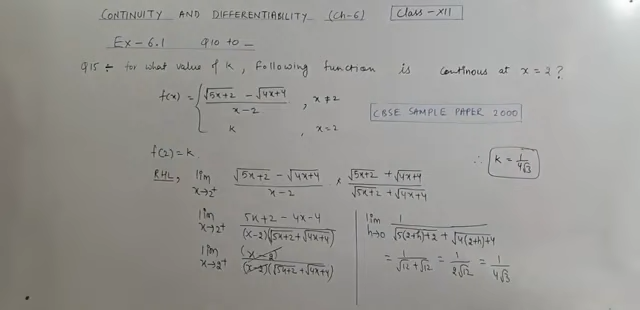 CONTINUITY AND DIFFERENTIABILITY (Ch-6) Class-XII
Ex-6.1 Q10 to —
Q15 ÷ for what value of k, following function is continous at x=2?
f(x) = { (√(5x+2) - √(4x+4))/(x-2) , x ≠ 2
k , x=2
CBSE SAMPLE PAPER 2000
f(2) = k.
RHL, lim x→2⁺ (√(5x+2) - √(4x+4))/(x-2) × (√(5x+2) + √(4x+4))/(√(5x+2) + √(4x+4))
lim x→2⁺ (5x+2-4x-4)/((x-2)(√(5x+2)+√(4x+4)))
lim x→2⁺ (x-2)/((x-2)(√(5x+2)+√(4x+4)))
lim h→0 1/(√(5(2+h)+2) + √(4(2+h)+4))
= 1/(√12+√12) = 1/(2√12) = 1/(4√3)
∴ k = 1/(4√3)